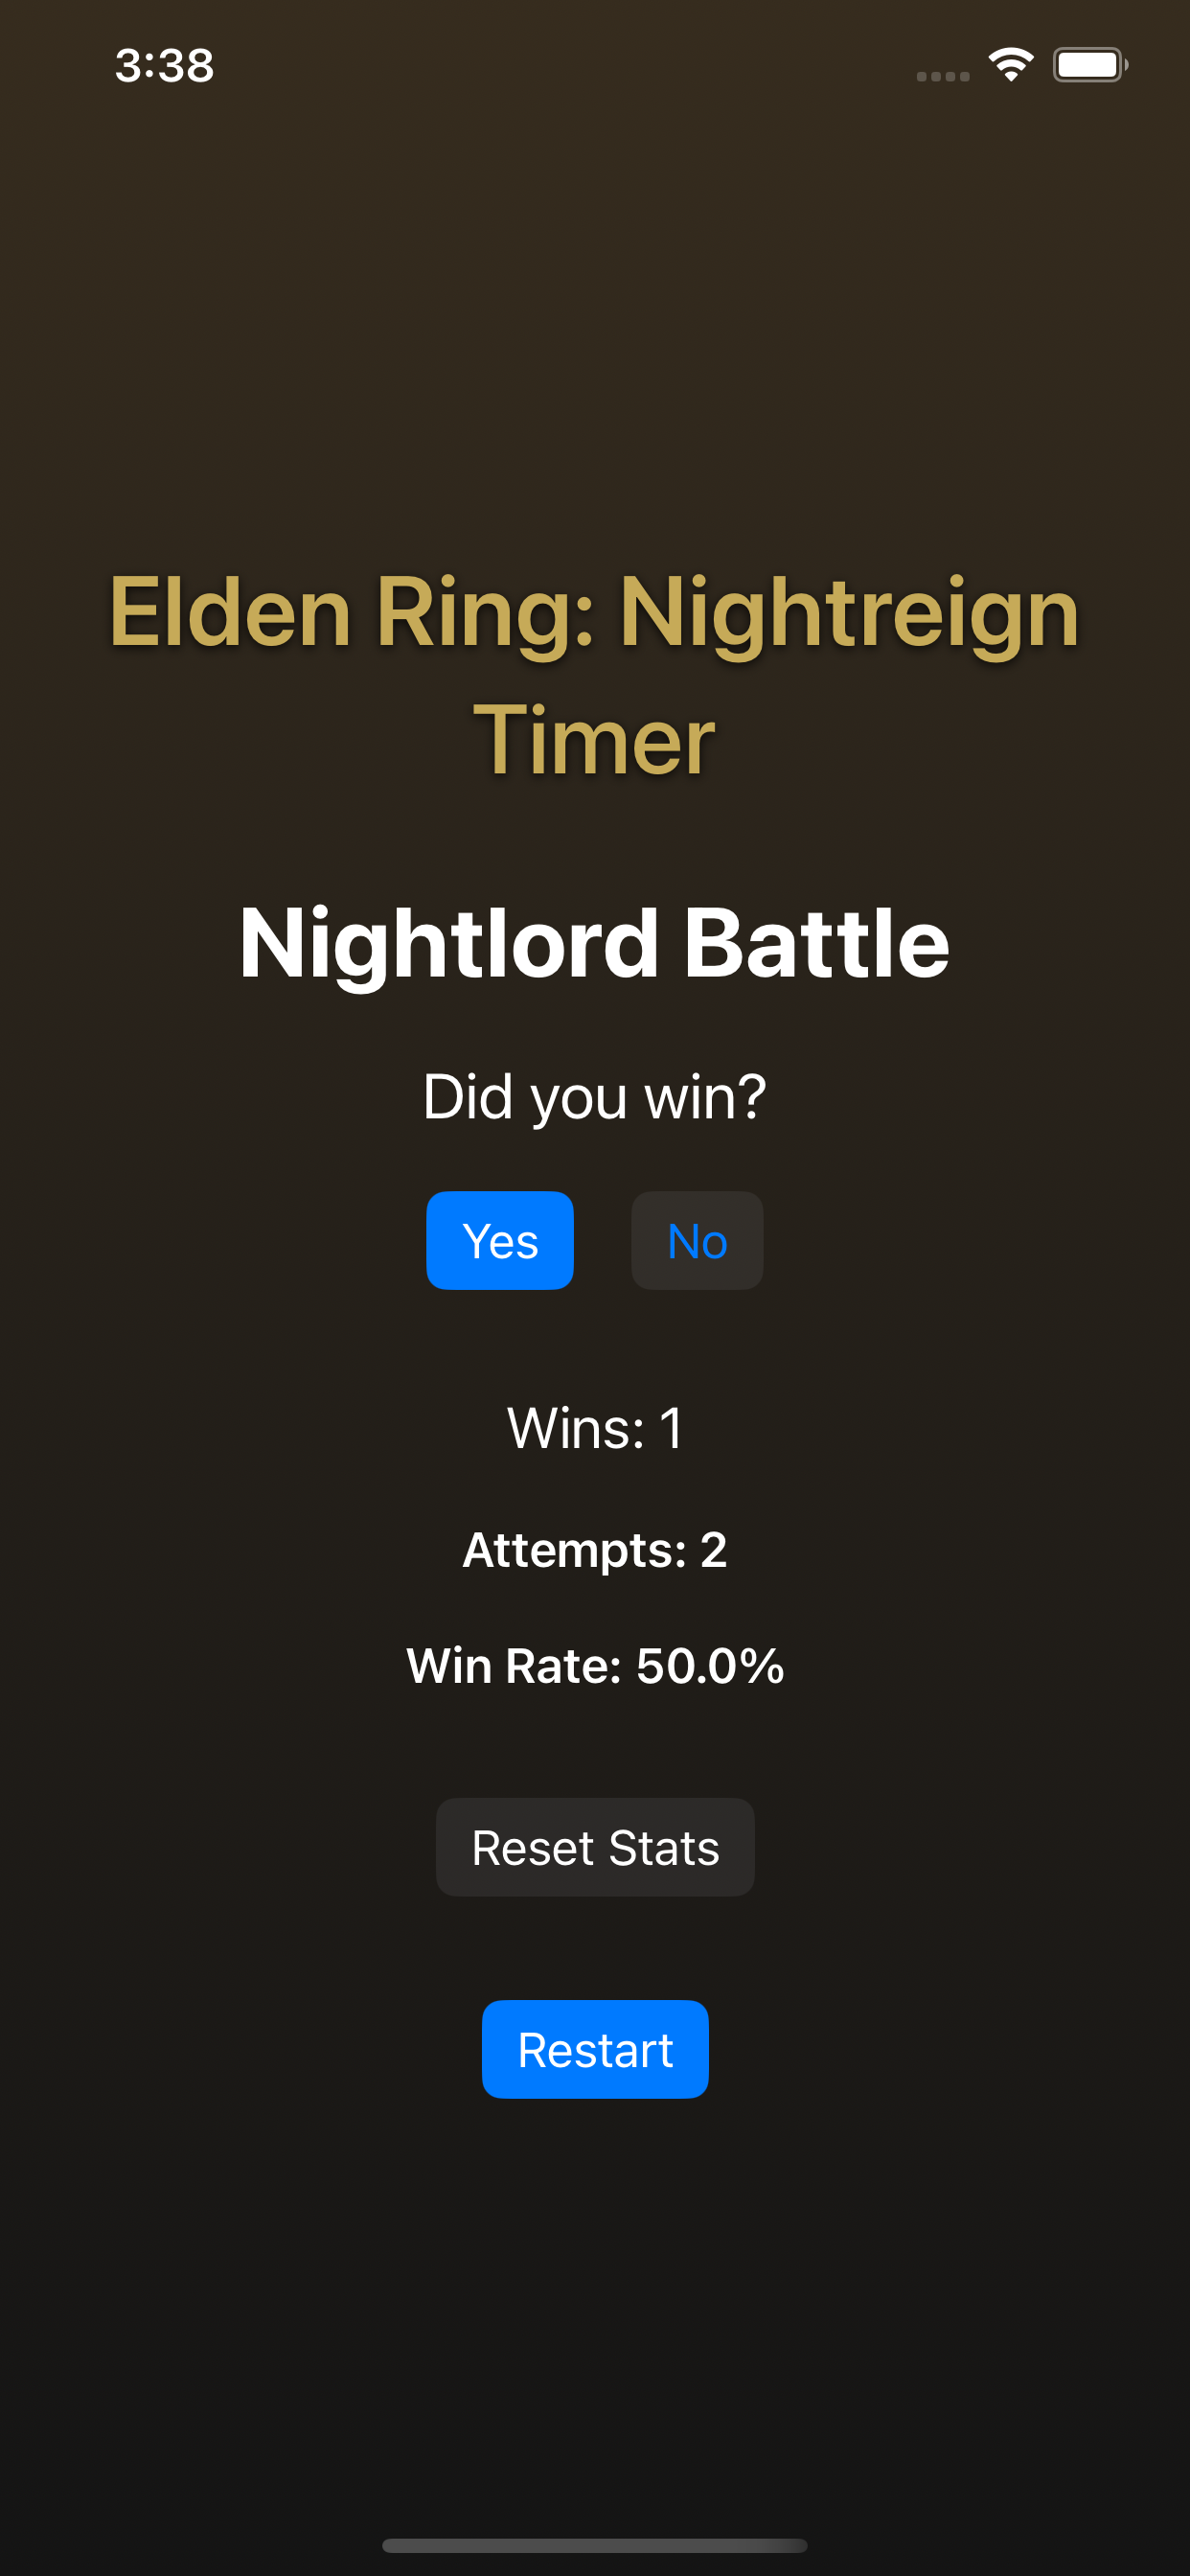 3:38
Elden Ring: Nightreign
Timer
Nightlord Battle
Did you win?
Yes No
Wins: 1
Attempts: 2
Win Rate: 50.0%
Reset Stats
Restart